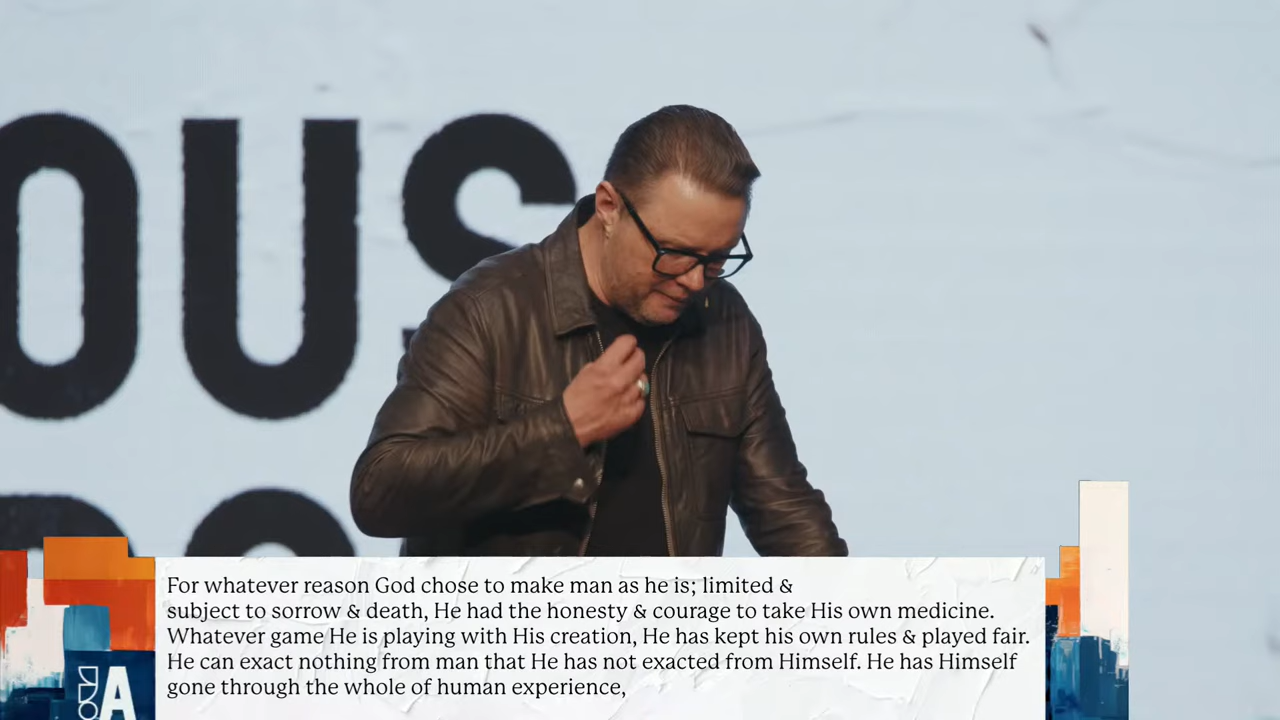 OUS
For whatever reason God chose to make man as he is; limited &
subject to sorrow & death, He had the honesty & courage to take His own medicine.
Whatever game He is playing with His creation, He has kept his own rules & played fair.
He can exact nothing from man that He has not exacted from Himself. He has Himself
gone through the whole of human experience,
A